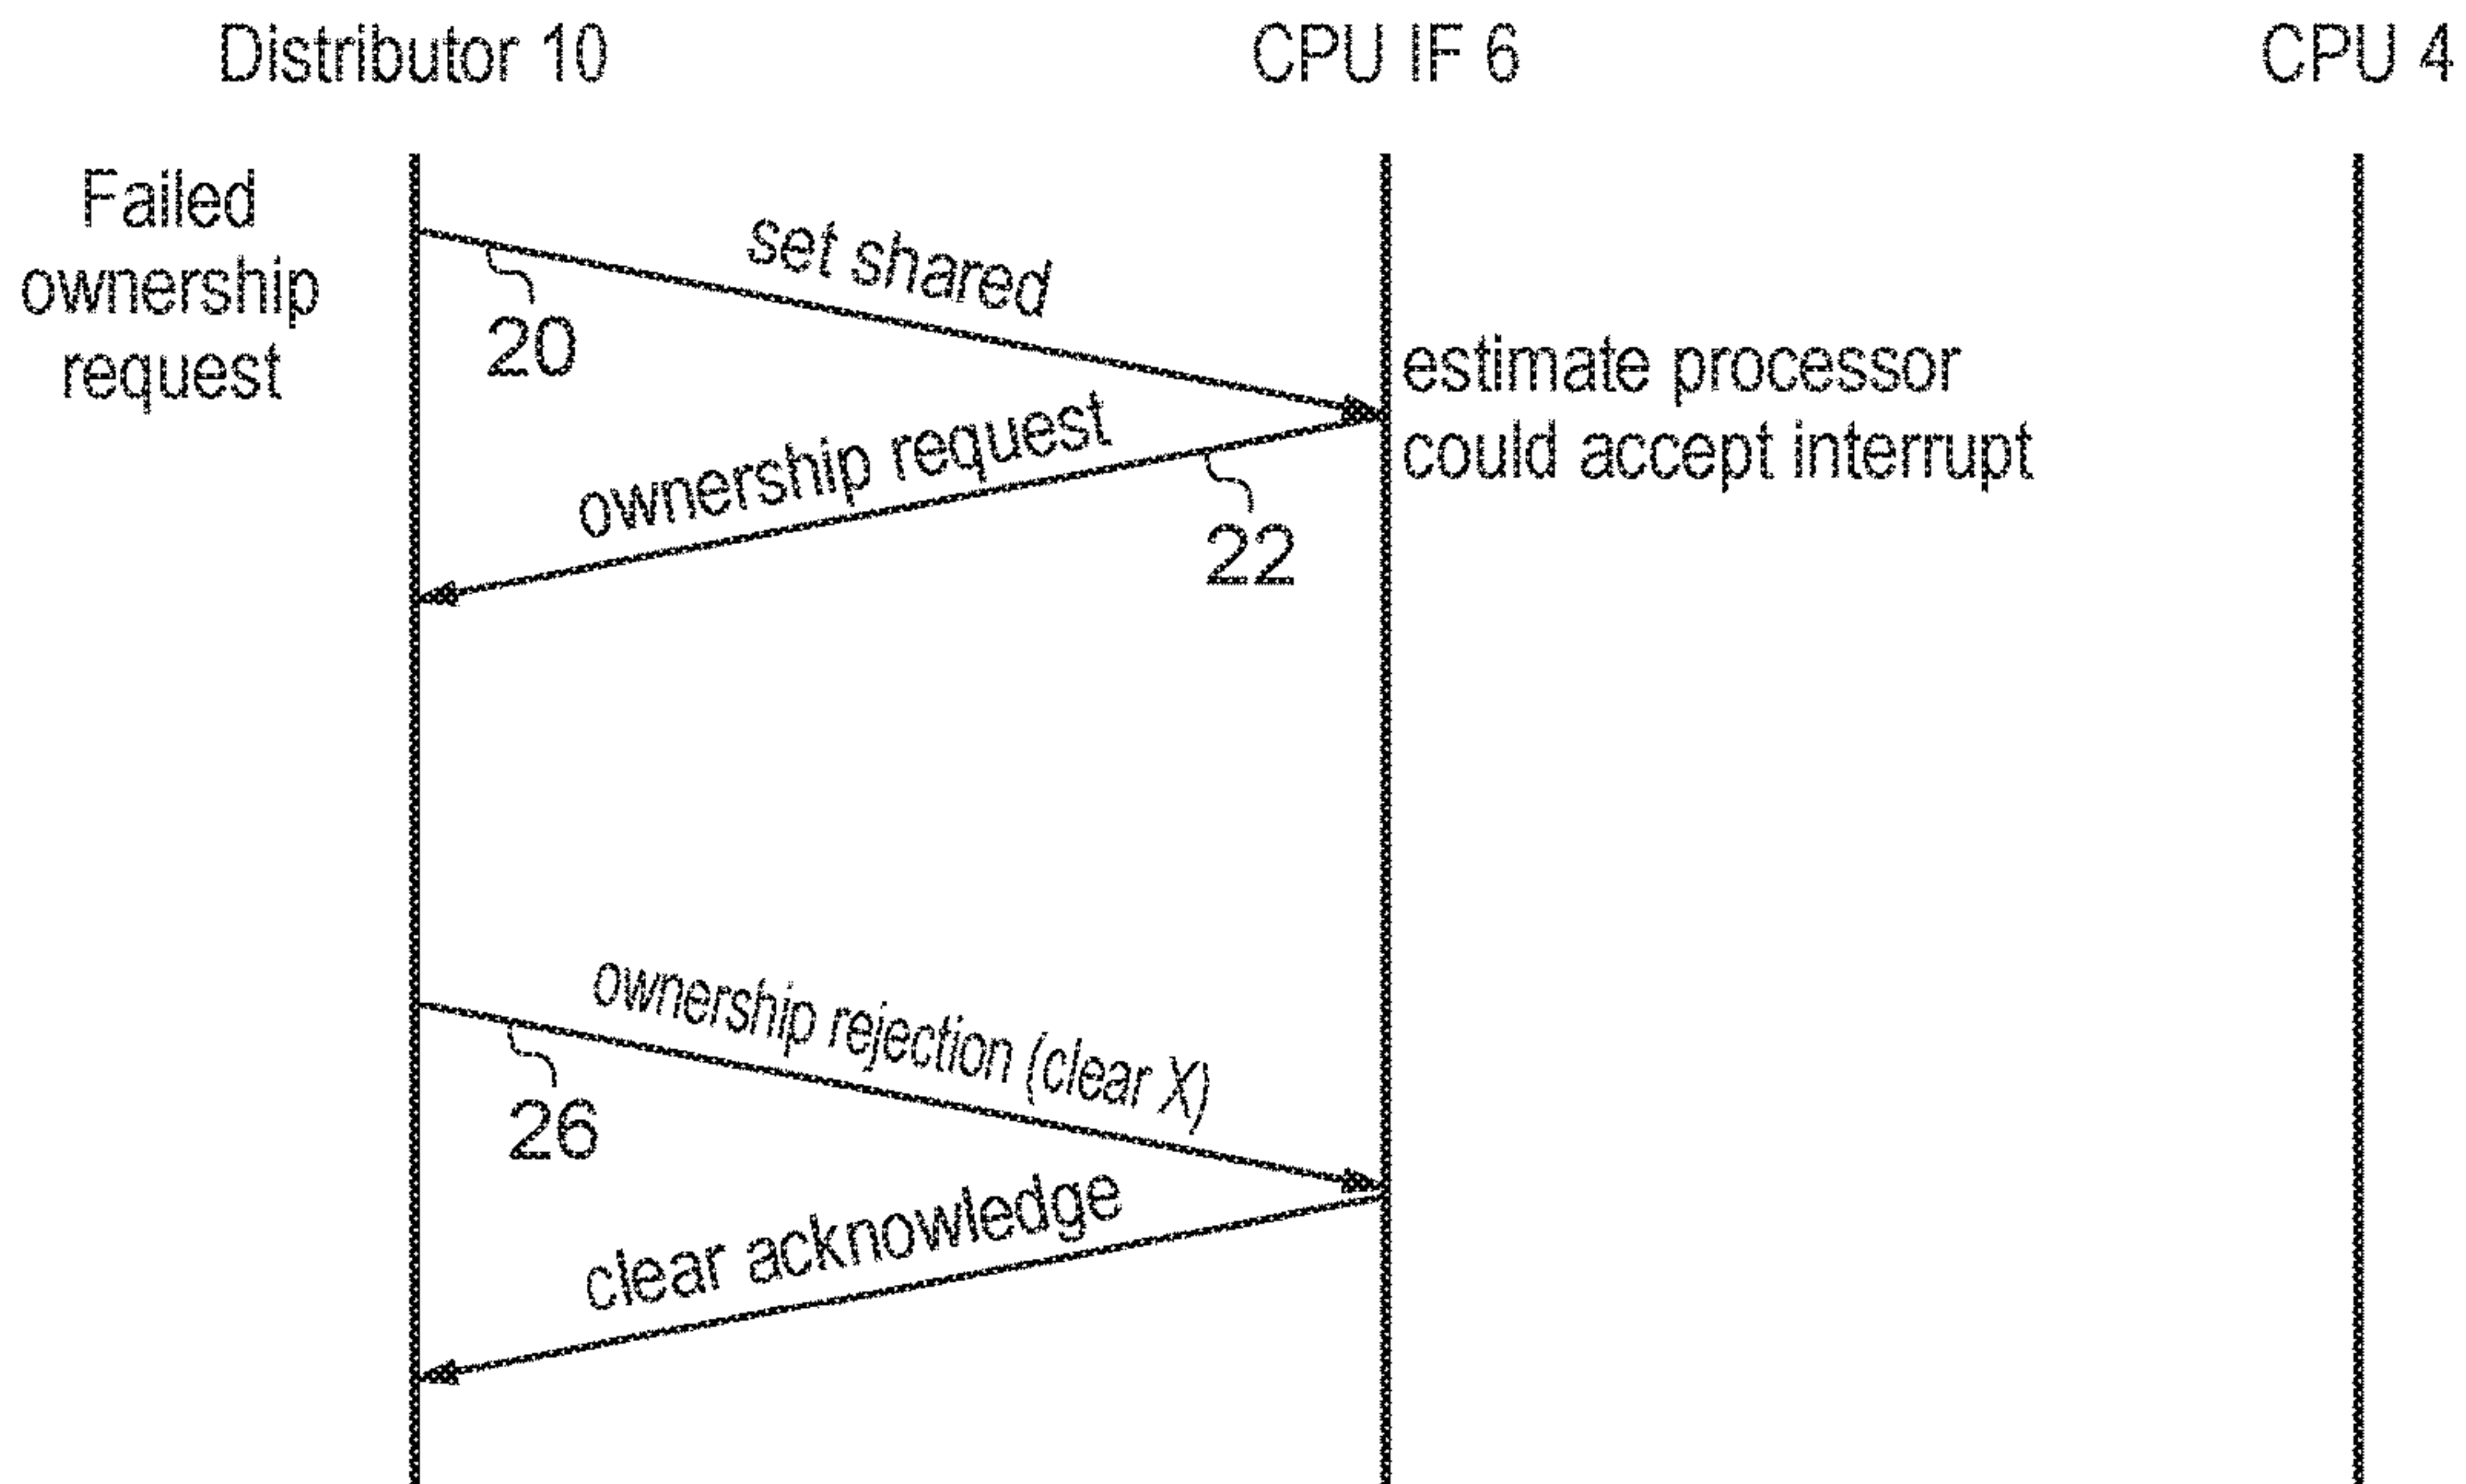 Distributor 10
CPU IF 6
CPU 4
Failed
ownership
request
set shared
20
estimate processor
could accept interrupt
ownership request
22
ownership rejection (clear X)
26
clear acknowledge